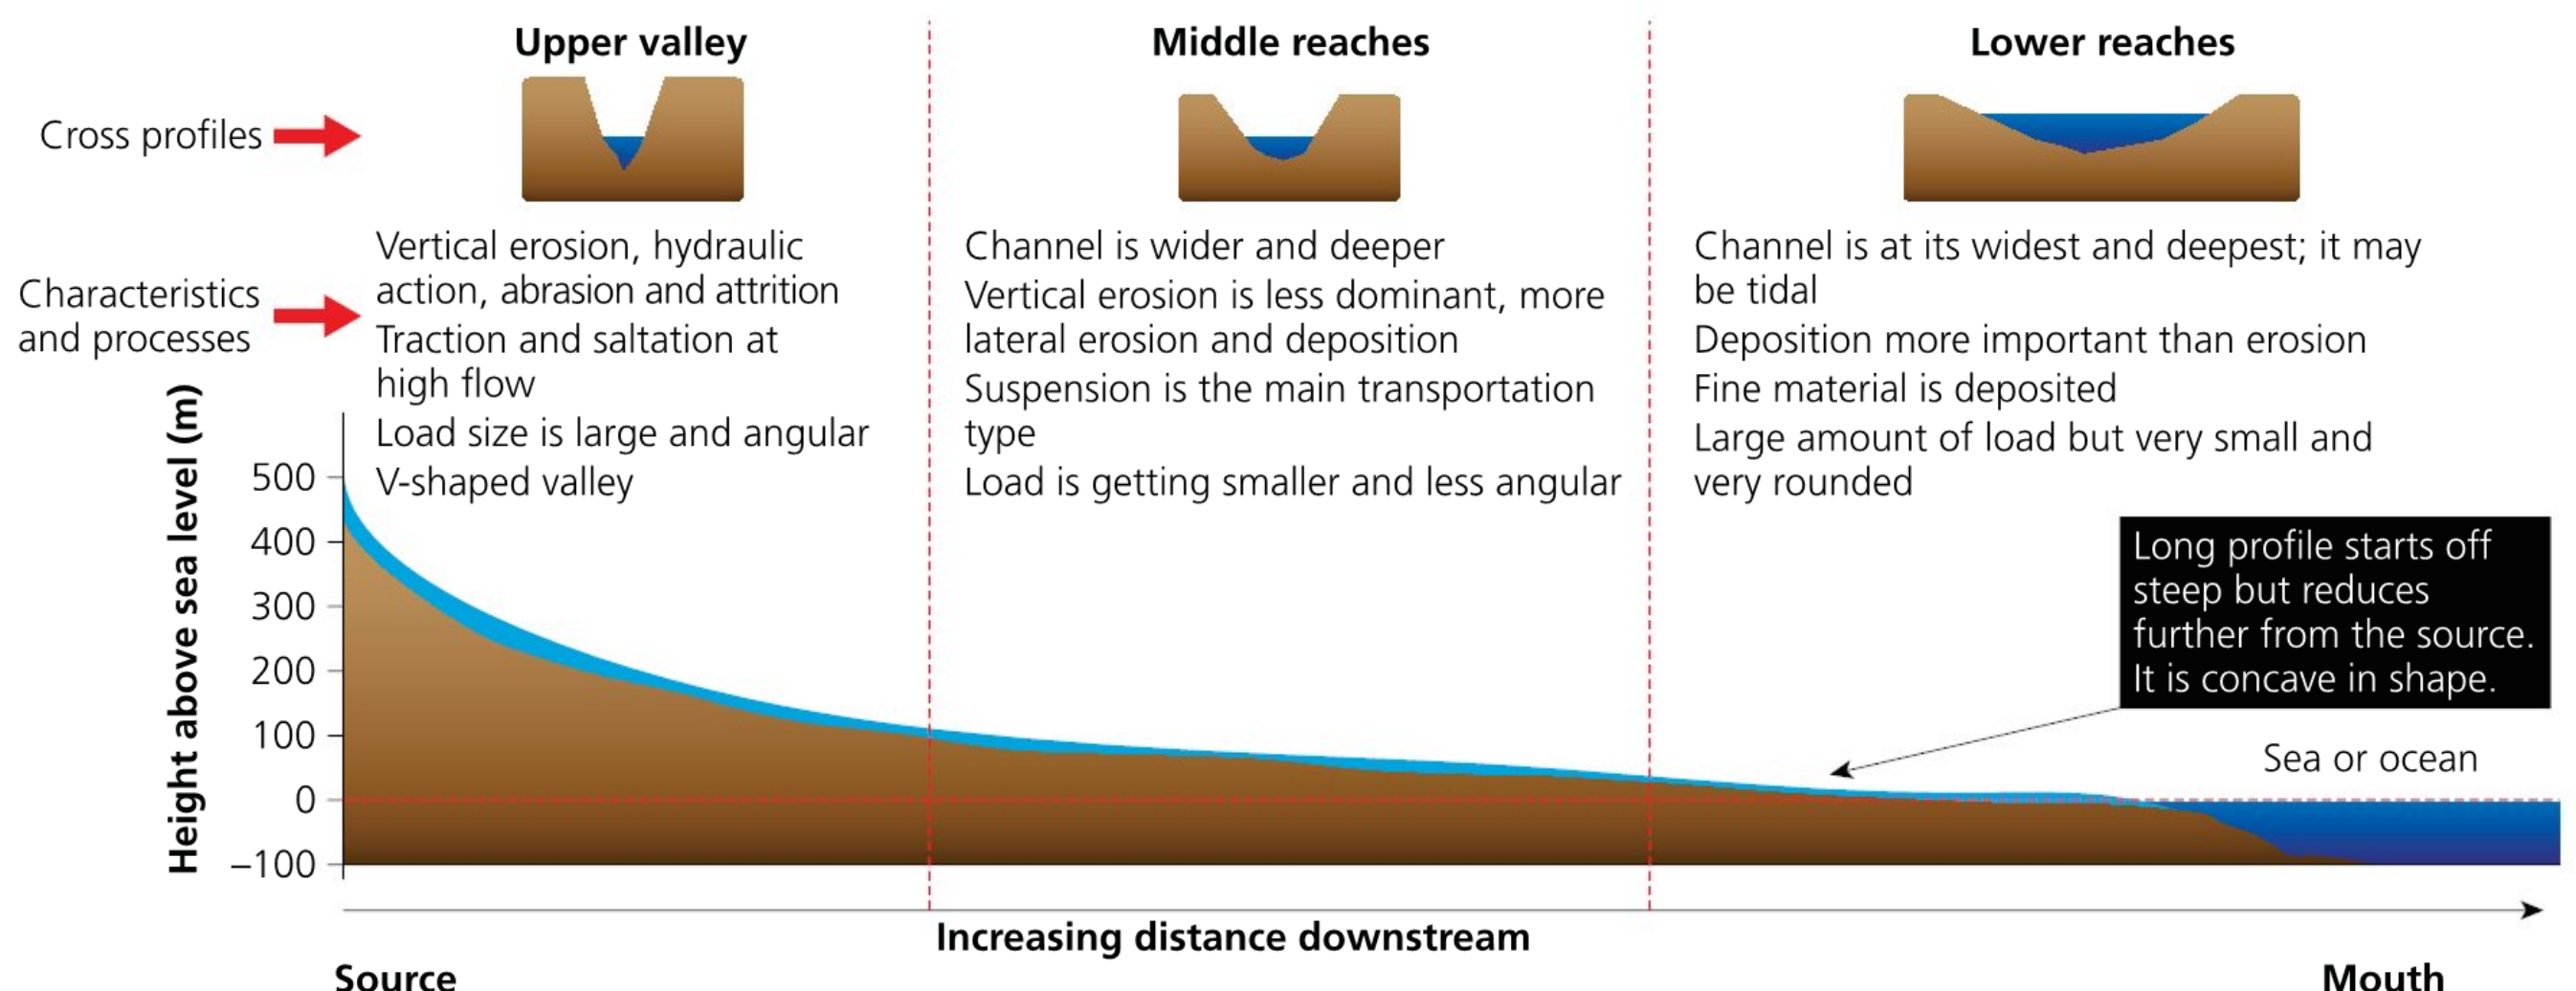 Upper valley
Middle reaches
Lower reaches
Cross profiles
Characteristics
and processes
Vertical erosion, hydraulic
action, abrasion and attrition
Traction and saltation at
high flow
Load size is large and angular
V-shaped valley
Channel is wider and deeper
Vertical erosion is less dominant, more
lateral erosion and deposition
Suspension is the main transportation
type
Load is getting smaller and less angular
Channel is at its widest and deepest; it may
be tidal
Deposition more important than erosion
Fine material is deposited
Large amount of load but very small and
very rounded
Height above sea level (m)
500
400
300
200
100
0
–100
Long profile starts off
steep but reduces
further from the source.
It is concave in shape.
Sea or ocean
Increasing distance downstream
Source
Mouth